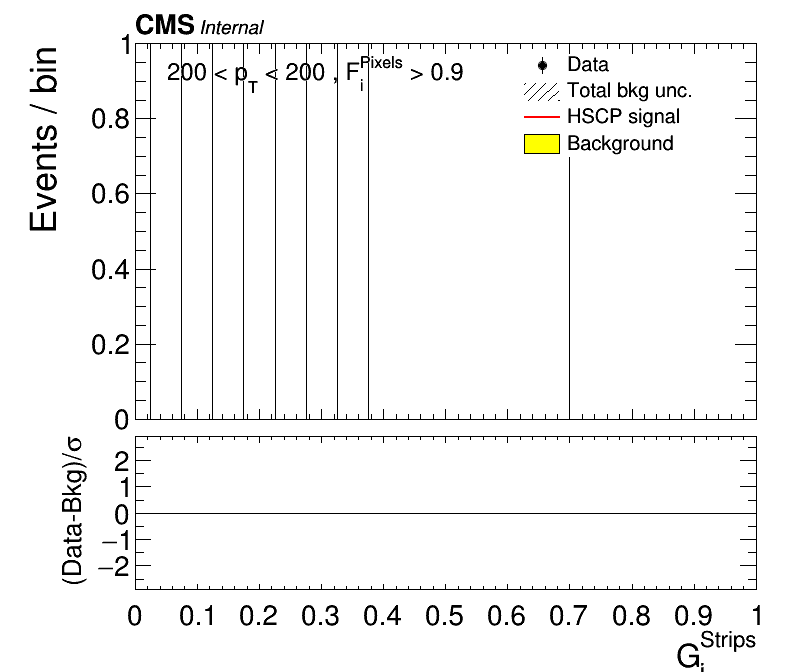 CMS Internal
Events / bin
200 < p_T < 200 , F_i^Pixels > 0.9
Data
Total bkg unc.
HSCP signal
Background
1
0.8
0.6
0.4
0.2
0
(Data-Bkg)/σ
2
1
0
−1
−2
0 0.1 0.2 0.3 0.4 0.5 0.6 0.7 0.8 0.9 1
G_i^Strips